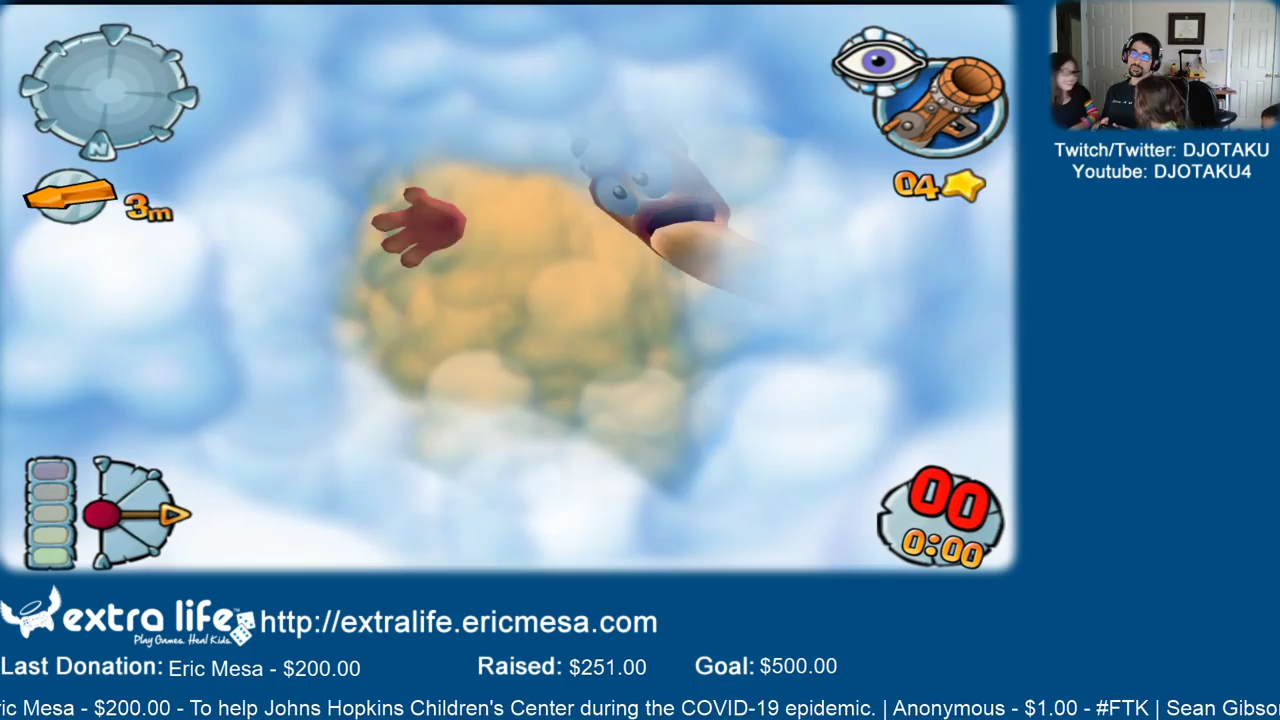 N
3m
04
00
0:00
Twitch/Twitter: DJOTAKU
Youtube: DJOTAKU4
extra life
Play Games. Heal Kids.
http://extralife.ericmesa.com
Last Donation: Eric Mesa - $200.00
Raised: $251.00
Goal: $500.00
ric Mesa - $200.00 - To help Johns Hopkins Children's Center during the COVID-19 epidemic. | Anonymous - $1.00 - #FTK | Sean Gibso